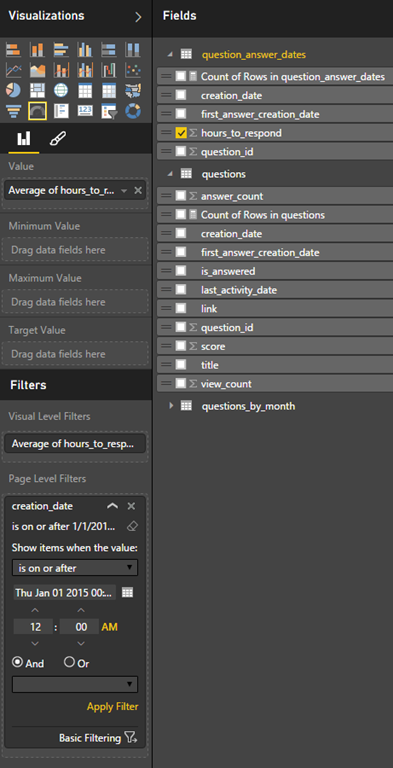 Visualizations
Value
Average of hours_to_r...
Minimum Value
Drag data fields here
Maximum Value
Drag data fields here
Target Value
Drag data fields here
Filters
Visual Level Filters
Average of hours_to_resp...
Page Level Filters
creation_date
is on or after 1/1/201...
Show items when the value:
is on or after
Thu Jan 01 2015 00:...
12 : 00 AM
And Or
Apply Filter
Basic Filtering
Fields
question_answer_dates
Count of Rows in question_answer_dates
creation_date
first_answer_creation_date
Σ hours_to_respond
Σ question_id
questions
Σ answer_count
Count of Rows in questions
creation_date
first_answer_creation_date
is_answered
last_activity_date
link
Σ question_id
Σ score
title
Σ view_count
questions_by_month